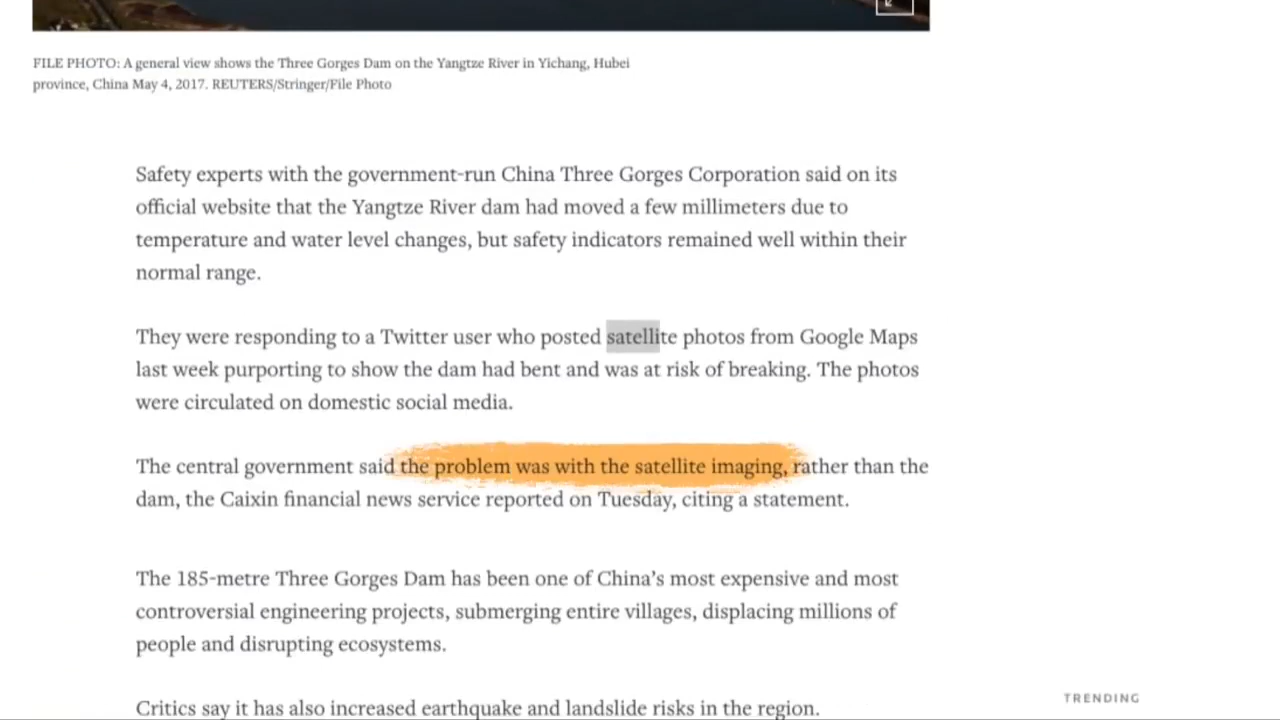 FILE PHOTO: A general view shows the Three Gorges Dam on the Yangtze River in Yichang, Hubei
province, China May 4, 2017. REUTERS/Stringer/File Photo
Safety experts with the government-run China Three Gorges Corporation said on its
official website that the Yangtze River dam had moved a few millimeters due to
temperature and water level changes, but safety indicators remained well within their
normal range.
They were responding to a Twitter user who posted satellite photos from Google Maps
last week purporting to show the dam had bent and was at risk of breaking. The photos
were circulated on domestic social media.
The central government said the problem was with the satellite imaging, rather than the
dam, the Caixin financial news service reported on Tuesday, citing a statement.
The 185-metre Three Gorges Dam has been one of China’s most expensive and most
controversial engineering projects, submerging entire villages, displacing millions of
people and disrupting ecosystems.
TRENDING
Critics say it has also increased earthquake and landslide risks in the region.